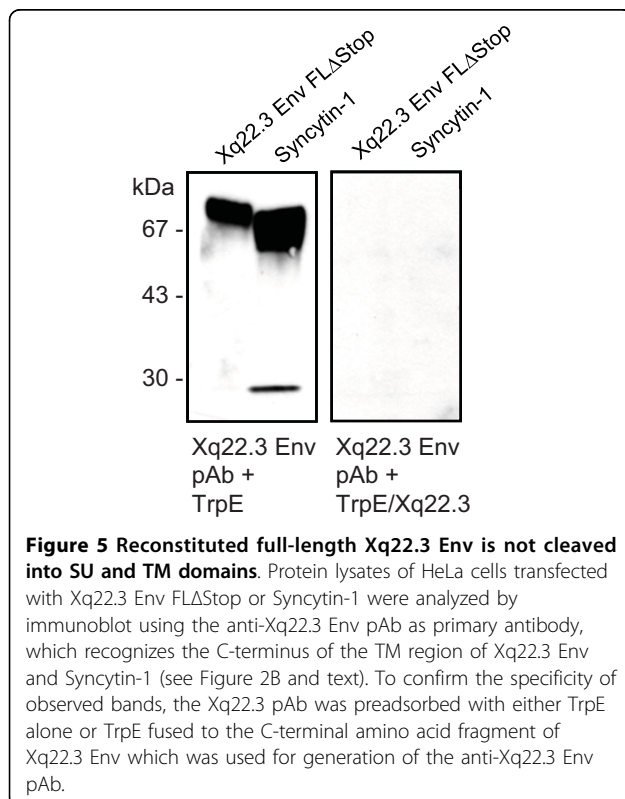 Xq22.3 Env FLΔStop
Syncytin-1
Xq22.3 Env FLΔStop
Syncytin-1
kDa
67 -
43 -
30 -
Xq22.3 Env
pAb +
TrpE
Xq22.3 Env
pAb +
TrpE/Xq22.3
Figure 5 Reconstituted full-length Xq22.3 Env is not cleaved
into SU and TM domains. Protein lysates of HeLa cells transfected
with Xq22.3 Env FLΔStop or Syncytin-1 were analyzed by
immunoblot using the anti-Xq22.3 Env pAb as primary antibody,
which recognizes the C-terminus of the TM region of Xq22.3 Env
and Syncytin-1 (see Figure 2B and text). To confirm the specificity of
observed bands, the Xq22.3 pAb was preadsorbed with either TrpE
alone or TrpE fused to the C-terminal amino acid fragment of
Xq22.3 Env which was used for generation of the anti-Xq22.3 Env
pAb.